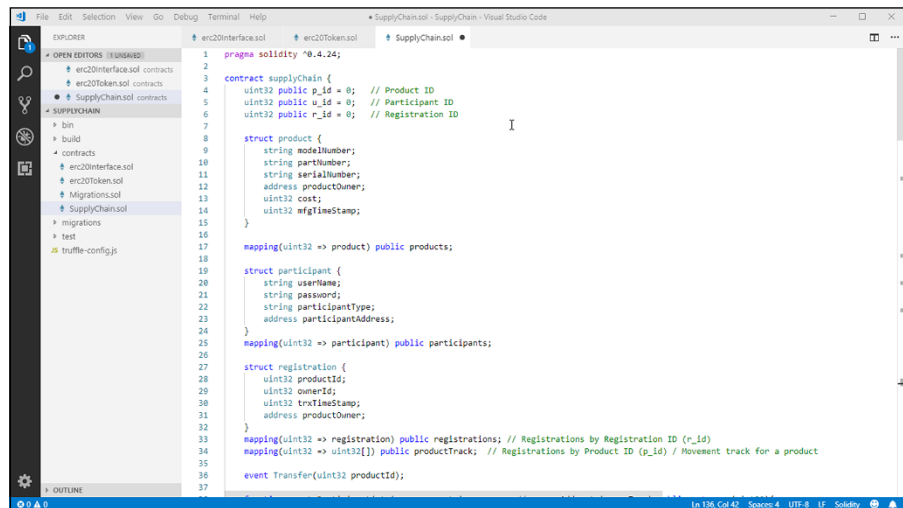 File Edit Selection View Go Debug Terminal Help
● SupplyChain.sol - SupplyChain - Visual Studio Code
EXPLORER
OPEN EDITORS 1 UNSAVED
erc20Interface.sol contracts
erc20Token.sol contracts
● SupplyChain.sol contracts
SUPPLYCHAIN
bin
build
contracts
erc20Interface.sol
erc20Token.sol
Migrations.sol
SupplyChain.sol
migrations
test
JS truffle-config.js
OUTLINE
1
erc20Interface.sol erc20Token.sol SupplyChain.sol ●
1 pragma solidity ^0.4.24;
2
3 contract supplyChain {
4 uint32 public p_id = 0; // Product ID
5 uint32 public u_id = 0; // Participant ID
6 uint32 public r_id = 0; // Registration ID
7
8 struct product {
9 string modelNumber;
10 string partNumber;
11 string serialNumber;
12 address productOwner;
13 uint32 cost;
14 uint32 mfgTimeStamp;
15 }
16
17 mapping(uint32 => product) public products;
18
19 struct participant {
20 string userName;
21 string password;
22 string participantType;
23 address participantAddress;
24 }
25 mapping(uint32 => participant) public participants;
26
27 struct registration {
28 uint32 productId;
29 uint32 ownerId;
30 uint32 trxTimeStamp;
31 address productOwner;
32 }
33 mapping(uint32 => registration) public registrations; // Registrations by Registration ID (r_id)
34 mapping(uint32 => uint32[]) public productTrack; // Registrations by Product ID (p_id) / Movement track for a product
35
36 event Transfer(uint32 productId);
37
0 0 Ln 136, Col 42 Spaces: 4 UTF-8 LF Solidity